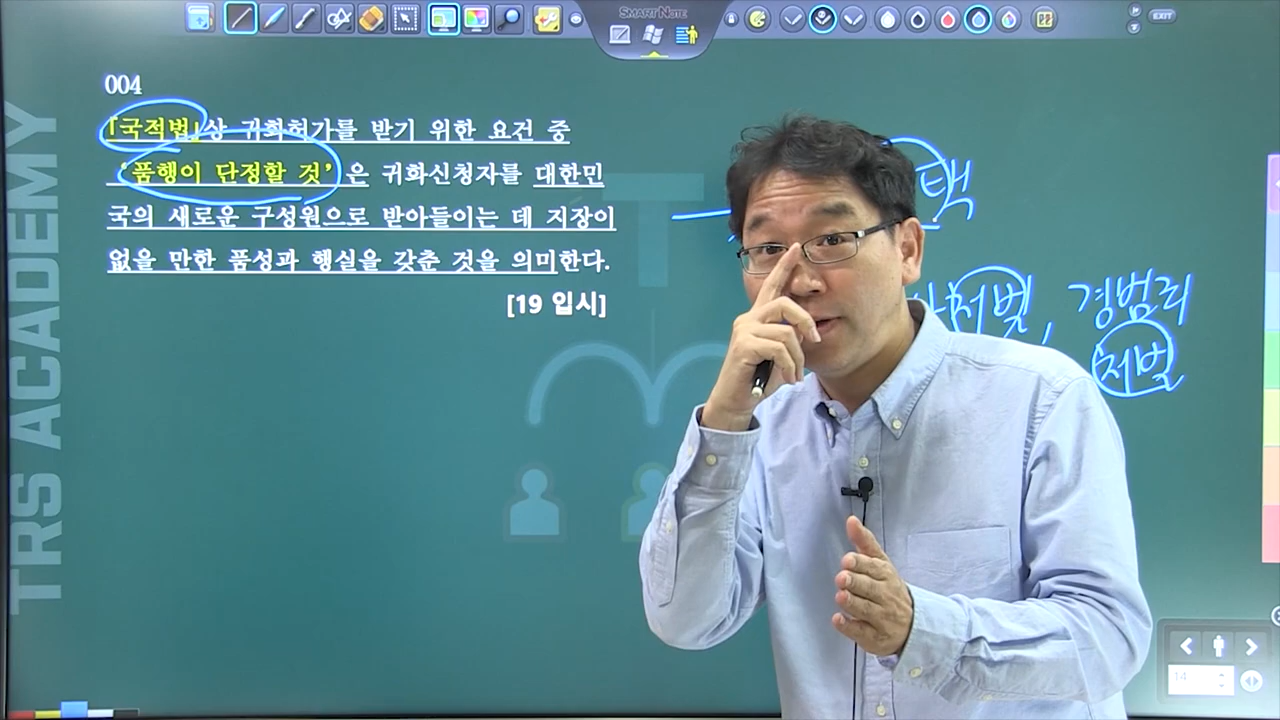 SMART NOTE
EXIT
004
「국적법」상 귀화허가를 받기 위한 요건 중
‘품행이 단정할 것’은 귀화신청자를 대한민
국의 새로운 구성원으로 받아들이는 데 지장이
없을 만한 품성과 행실을 갖춘 것을 의미한다.
[19 입시]
택
처벌, 경범죄
처벌
TRS ACADEMY
14